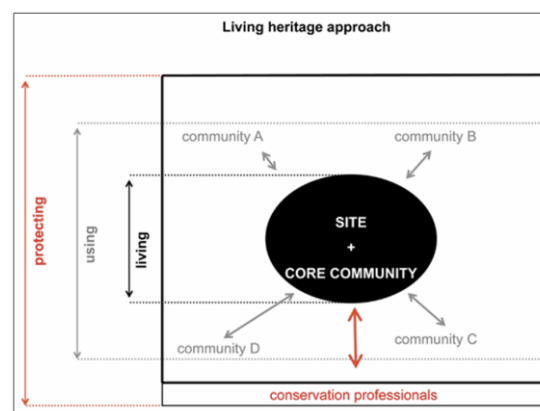 Living heritage approach
community A
community B
protecting
using
living
SITE
+
CORE COMMUNITY
community D
community C
conservation professionals